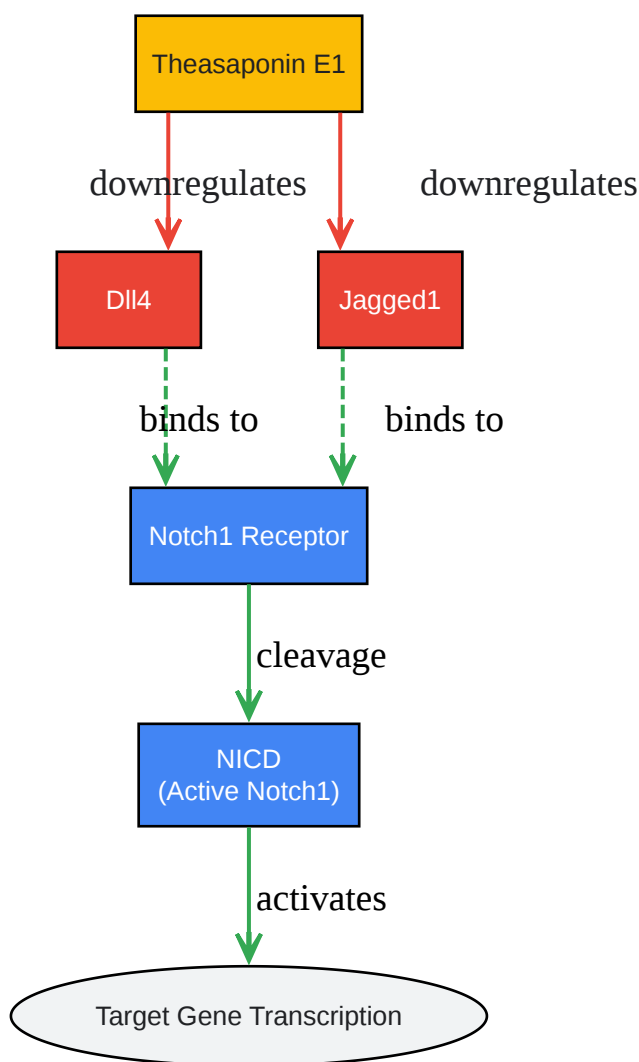 Theasaponin E1
downregulates
downregulates
Dll4
Jagged1
binds to
binds to
Notch1 Receptor
cleavage
NICD
(Active Notch1)
activates
Target Gene Transcription